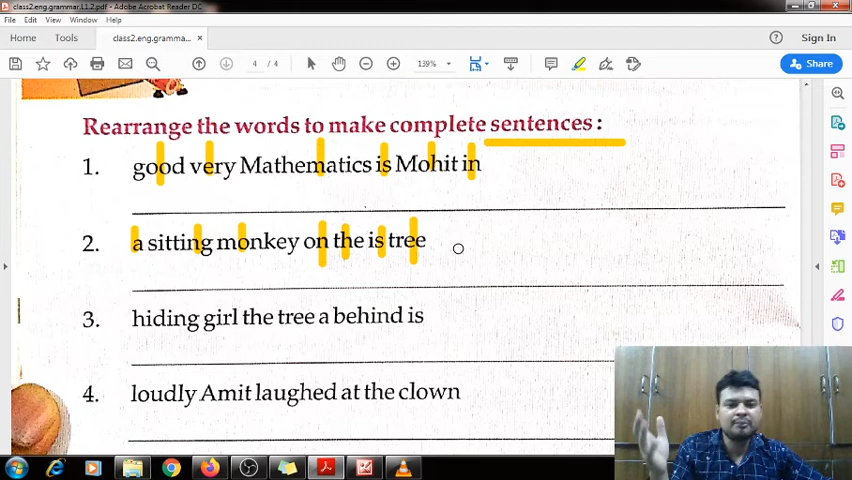 class2.eng.grammar.11.2.pdf - Adobe Acrobat Reader DC
File Edit View Window Help
Home Tools class2.eng.gramma... × Sign In
4 / 4 139% Share
Rearrange the words to make complete sentences :
1. good very Mathematics is Mohit in
2. a sitting monkey on the is tree
3. hiding girl the tree a behind is
4. loudly Amit laughed at the clown